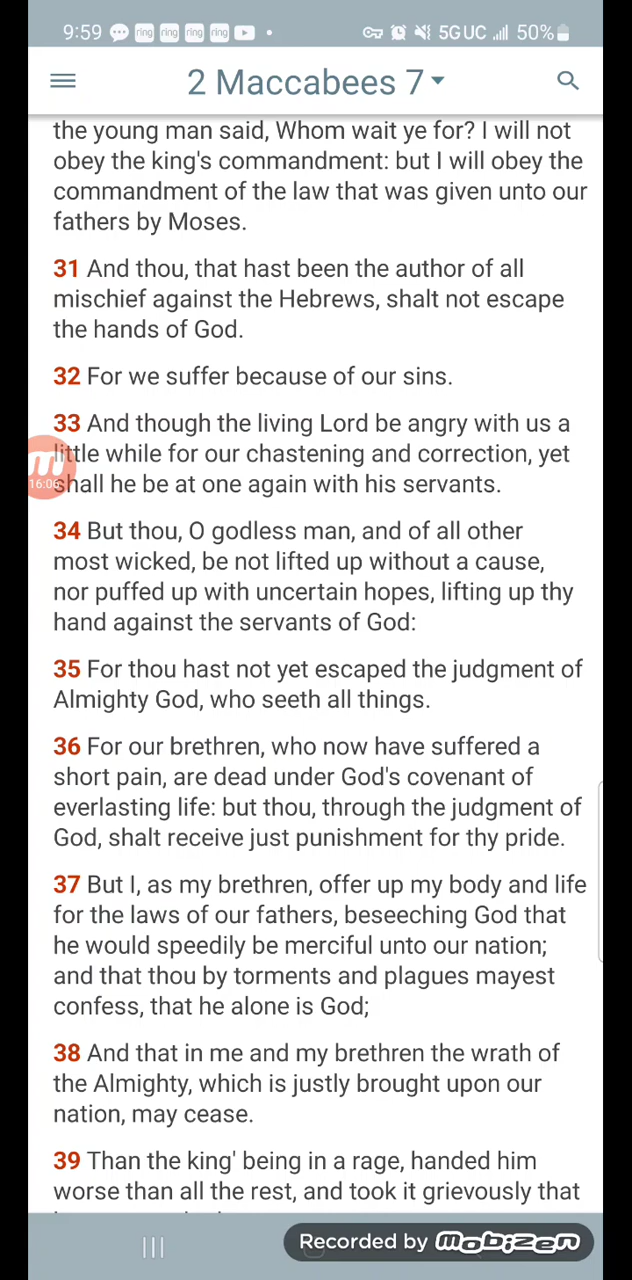 9:59 ring ring ring ring 5GUC 50%
2 Maccabees 7
the young man said, Whom wait ye for? I will not
obey the king's commandment: but I will obey the
commandment of the law that was given unto our
fathers by Moses.
31 And thou, that hast been the author of all
mischief against the Hebrews, shalt not escape
the hands of God.
32 For we suffer because of our sins.
33 And though the living Lord be angry with us a
little while for our chastening and correction, yet
shall he be at one again with his servants.
m
16:06
34 But thou, O godless man, and of all other
most wicked, be not lifted up without a cause,
nor puffed up with uncertain hopes, lifting up thy
hand against the servants of God:
35 For thou hast not yet escaped the judgment of
Almighty God, who seeth all things.
36 For our brethren, who now have suffered a
short pain, are dead under God's covenant of
everlasting life: but thou, through the judgment of
God, shalt receive just punishment for thy pride.
37 But I, as my brethren, offer up my body and life
for the laws of our fathers, beseeching God that
he would speedily be merciful unto our nation;
and that thou by torments and plagues mayest
confess, that he alone is God;
38 And that in me and my brethren the wrath of
the Almighty, which is justly brought upon our
nation, may cease.
39 Than the king' being in a rage, handed him
worse than all the rest, and took it grievously that
Recorded by mobizen